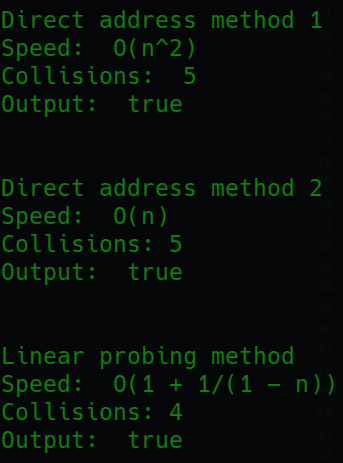 Direct address method 1
Speed:  O(n^2)
Collisions:  5
Output:  true
Direct address method 2
Speed:  O(n)
Collisions: 5
Output:  true
Linear probing method
Speed:  O(1 + 1/(1 - n))
Collisions: 4
Output:  true